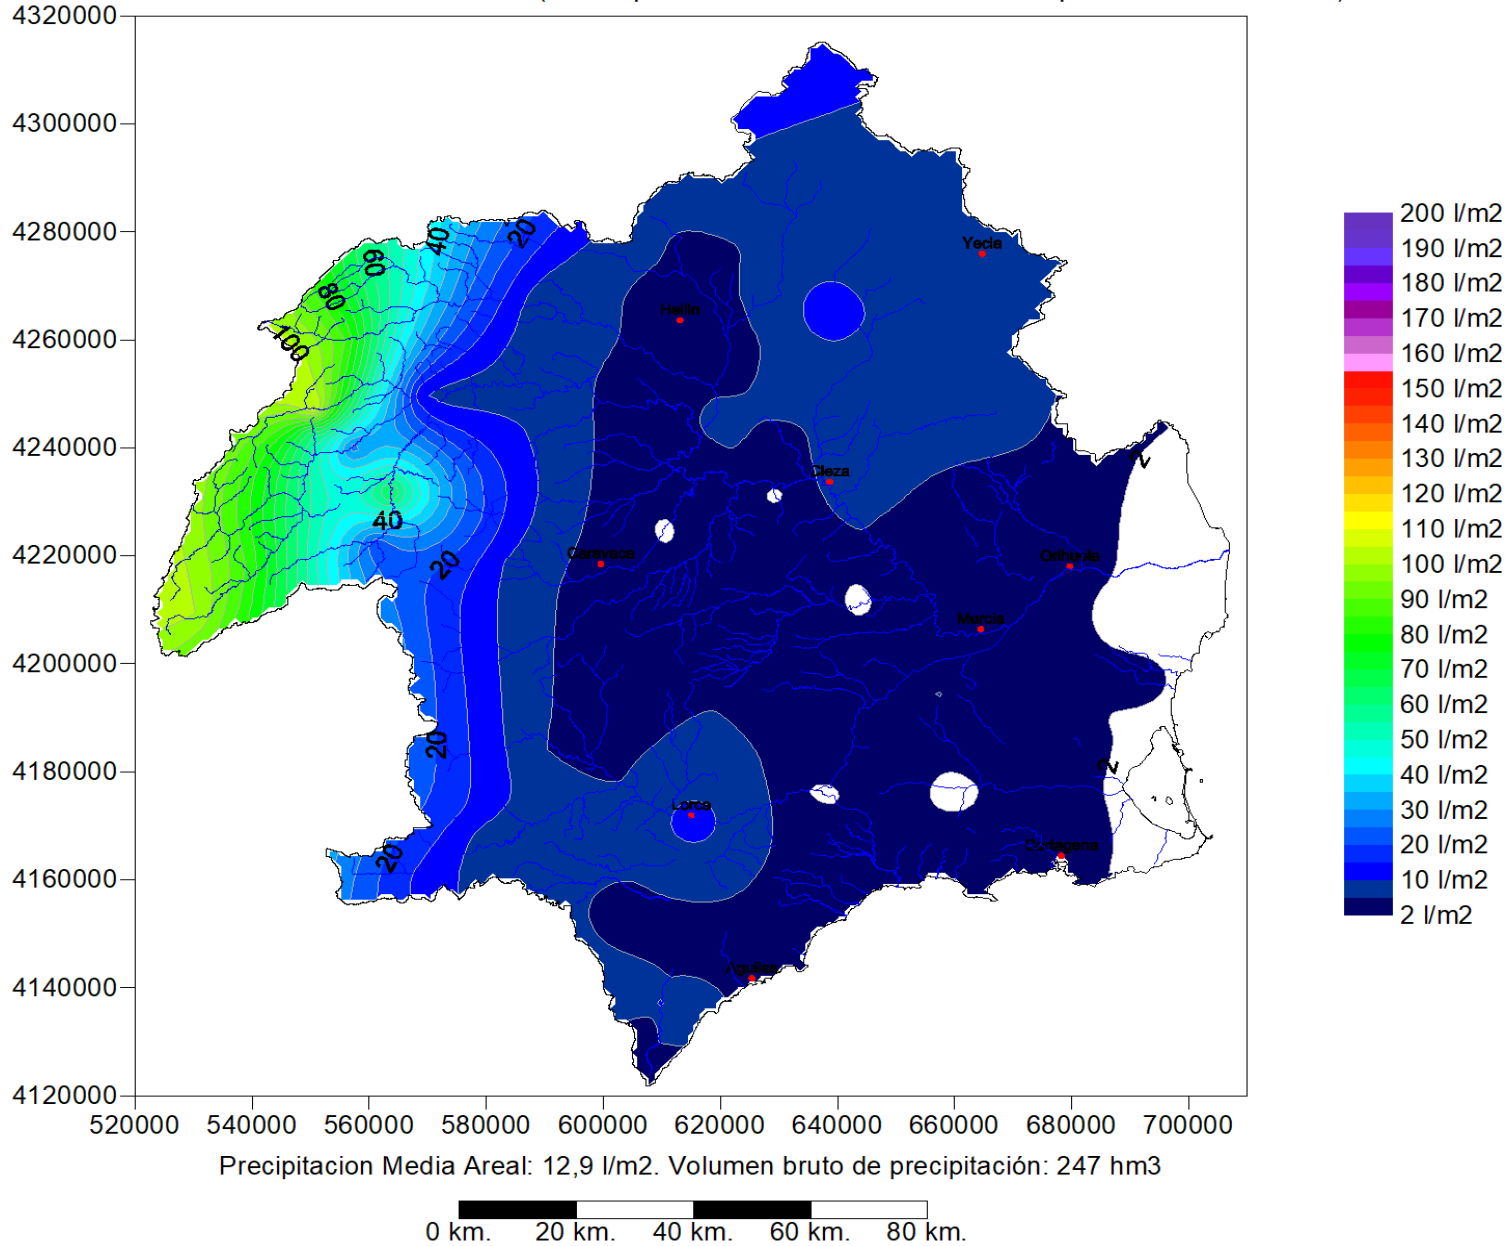 4320000
4300000
4280000
4260000
4240000
4220000
4200000
4180000
4160000
4140000
4120000
520000 540000 560000 580000 600000 620000 640000 660000 680000 700000
20
40
60
80
100
40
20
20
20
2
2
Yecla
Hellin
Cieza
Caravaca
Orihuela
Murcia
Lorca
Cartagena
Aguilas
200 l/m2
190 l/m2
180 l/m2
170 l/m2
160 l/m2
150 l/m2
140 l/m2
130 l/m2
120 l/m2
110 l/m2
100 l/m2
90 l/m2
80 l/m2
70 l/m2
60 l/m2
50 l/m2
40 l/m2
30 l/m2
20 l/m2
10 l/m2
2 l/m2
Precipitacion Media Areal: 12,9 l/m2. Volumen bruto de precipitación: 247 hm3
0 km. 20 km. 40 km. 60 km. 80 km.